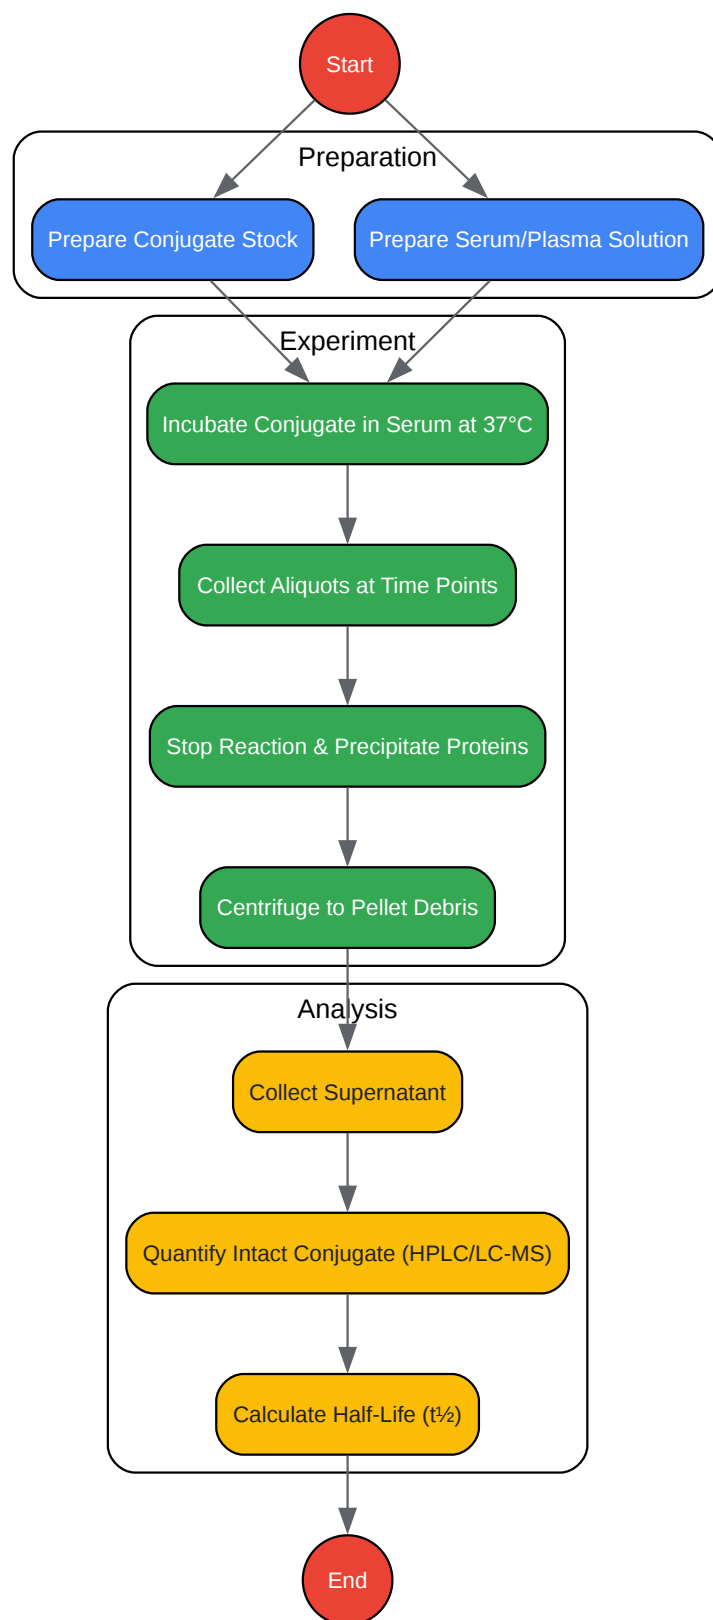 Start
Preparation
Prepare Conjugate Stock
Prepare Serum/Plasma Solution
Experiment
Incubate Conjugate in Serum at 37°C
Collect Aliquots at Time Points
Stop Reaction & Precipitate Proteins
Centrifuge to Pellet Debris
Analysis
Collect Supernatant
Quantify Intact Conjugate (HPLC/LC-MS)
Calculate Half-Life (t½)
End